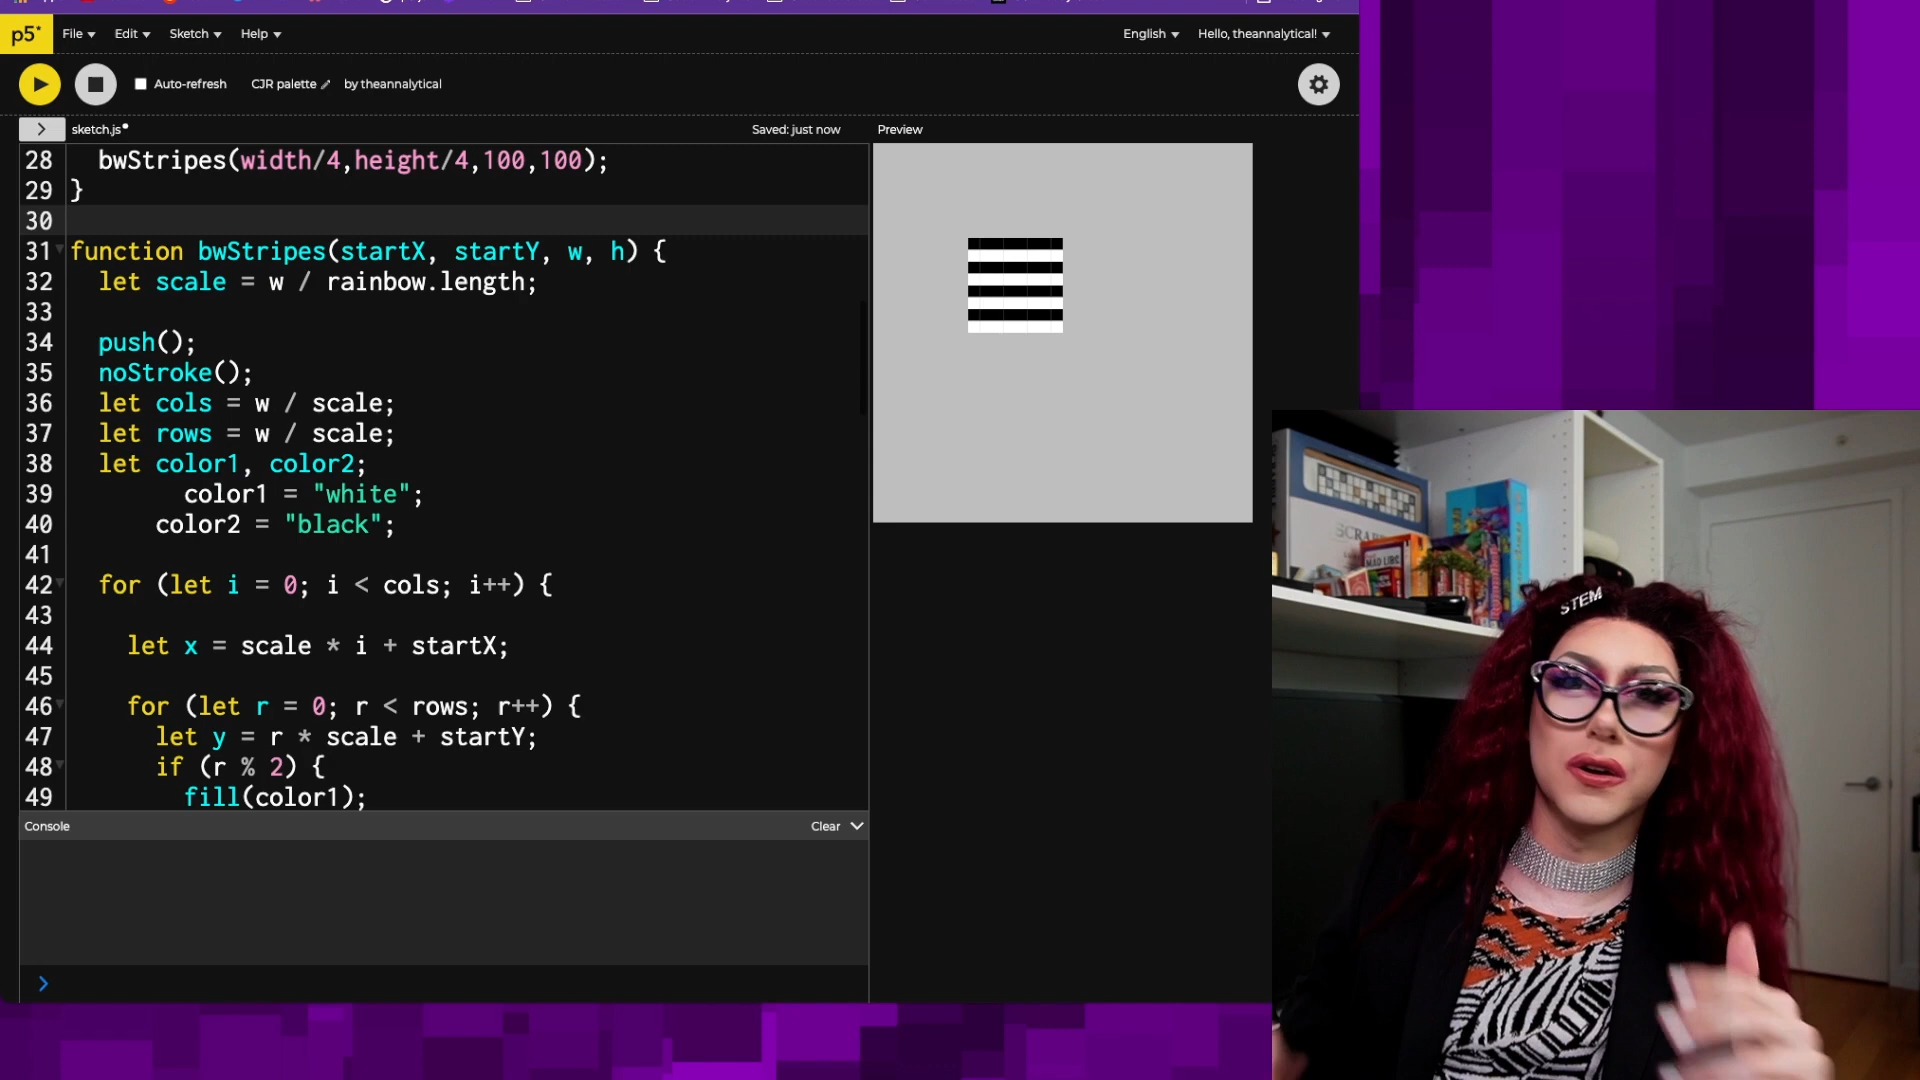 p5* File Edit Sketch Help English Hello, theannalytical!
Auto-refresh CJR palette by theannalytical
sketch.js Saved: just now Preview
28 bwStripes(width/4,height/4,100,100);
29 }
30
31 function bwStripes(startX, startY, w, h) {
32 let scale = w / rainbow.length;
33
34 push();
35 noStroke();
36 let cols = w / scale;
37 let rows = w / scale;
38 let color1, color2;
39 color1 = "white";
40 color2 = "black";
41
42 for (let i = 0; i < cols; i++) {
43
44 let x = scale * i + startX;
45
46 for (let r = 0; r < rows; r++) {
47 let y = r * scale + startY;
48 if (r % 2) {
49 fill(color1);
Console Clear
>
MAD LIBS
STEM